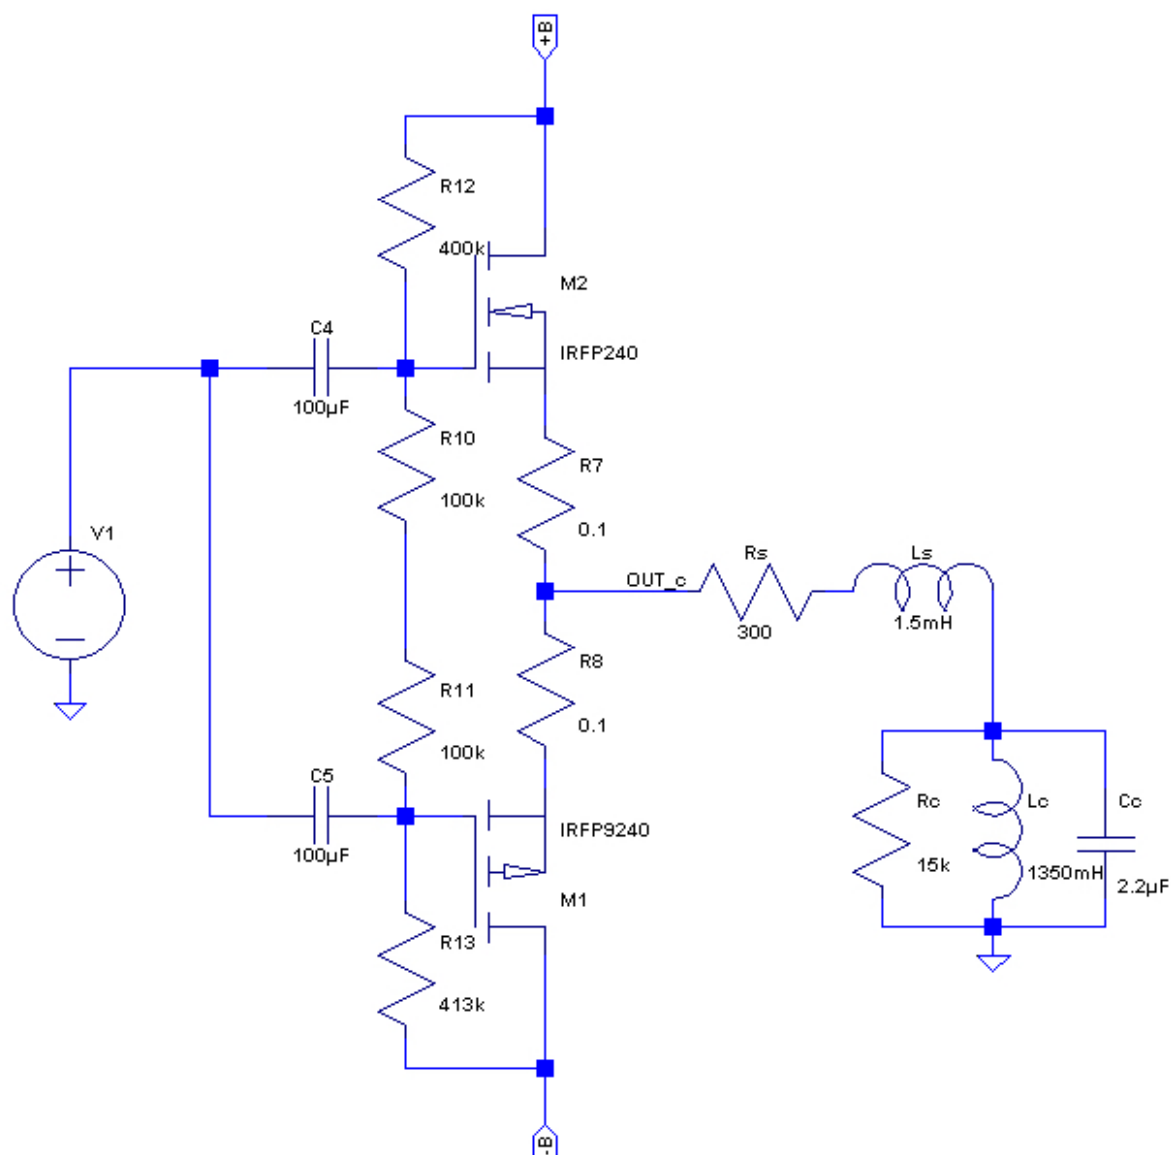 +B
R12
400k
M2
IRFP240
C4
100µF
R10
100k
R7
0.1
V1
OUT_c
Rs
300
Ls
1.5mH
R8
0.1
R11
100k
C5
100µF
IRFP9240
M1
Rc
15k
Lc
1350mH
Cc
2.2µF
R13
413k
-B